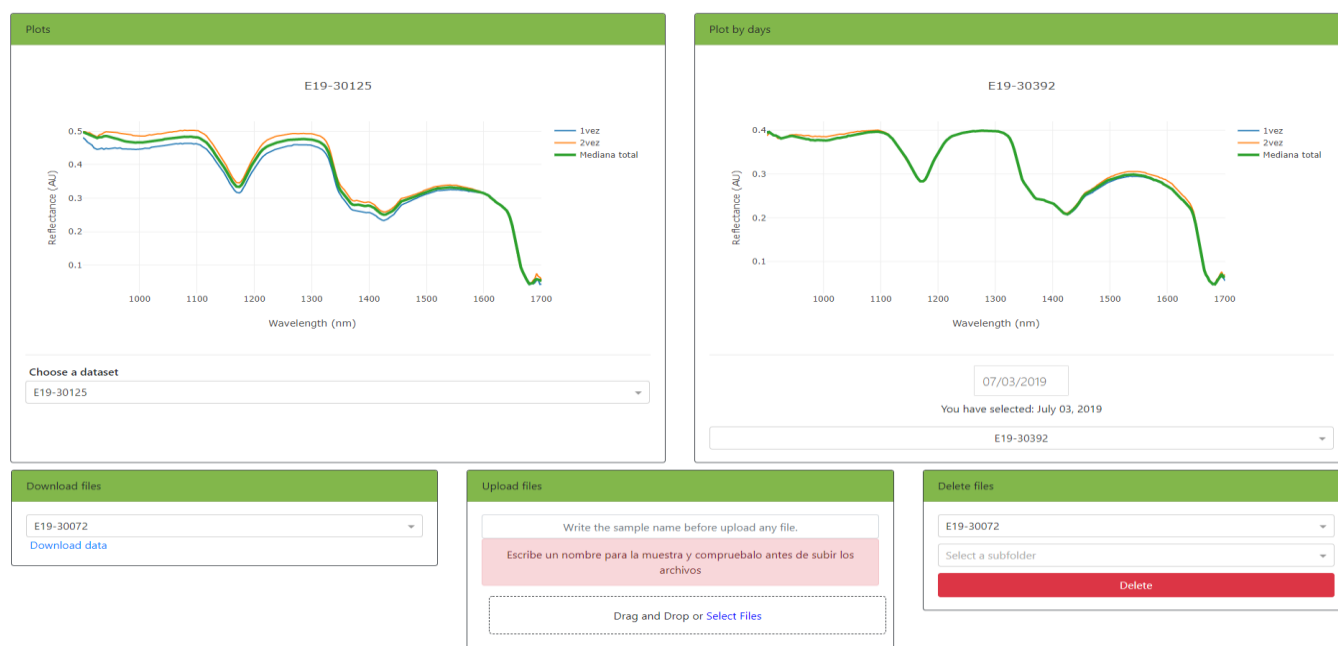 Plots
E19-30125
1vez
2vez
Mediana total
Reflectance (AU)
0.5
0.4
0.3
0.2
0.1
1000 1100 1200 1300 1400 1500 1600 1700
Wavelength (nm)
Choose a dataset
E19-30125
Plot by days
E19-30392
1vez
2vez
Mediana total
Reflectance (AU)
0.4
0.3
0.2
0.1
1000 1100 1200 1300 1400 1500 1600 1700
Wavelength (nm)
07/03/2019
You have selected: July 03, 2019
E19-30392
Download files
E19-30072
Download data
Upload files
Write the sample name before upload any file.
Escribe un nombre para la muestra y compruebalo antes de subir los
archivos
Drag and Drop or Select Files
Delete files
E19-30072
Select a subfolder
Delete